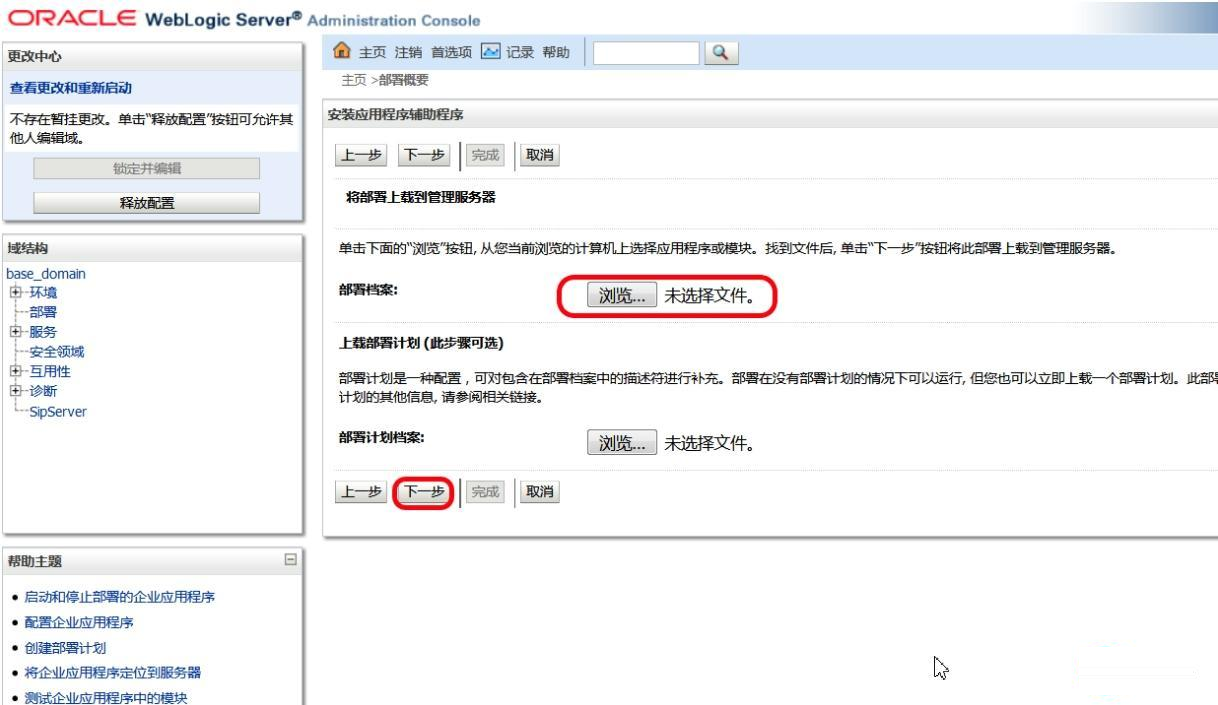 ORACLE WebLogic Server® Administration Console
更改中心
查看更改和重新启动
不存在暂挂更改。单击“释放配置”按钮可允许其
他人编辑域。
锁定并编辑
释放配置
域结构
base_domain
环境
部署
服务
安全领域
互用性
诊断
SipServer
帮助主题
启动和停止部署的企业应用程序
配置企业应用程序
创建部署计划
将企业应用程序定位到服务器
测试企业应用程序中的模块
主页 注销 首选项 记录 帮助
主页 >部署概要
安装应用程序辅助程序
上一步 下一步 完成 取消
将部署上载到管理服务器
单击下面的“浏览”按钮, 从您当前浏览的计算机上选择应用程序或模块。找到文件后, 单击“下一步”按钮将此部署上载到管理服务器。
部署档案: 浏览... 未选择文件。
上载部署计划 (此步骤可选)
部署计划是一种配置，可对包含在部署档案中的描述符进行补充。部署在没有部署计划的情况下可以运行, 但您也可以立即上载一个部署计划。此部署
计划的其他信息, 请参阅相关链接。
部署计划档案: 浏览... 未选择文件。
上一步 下一步 完成 取消